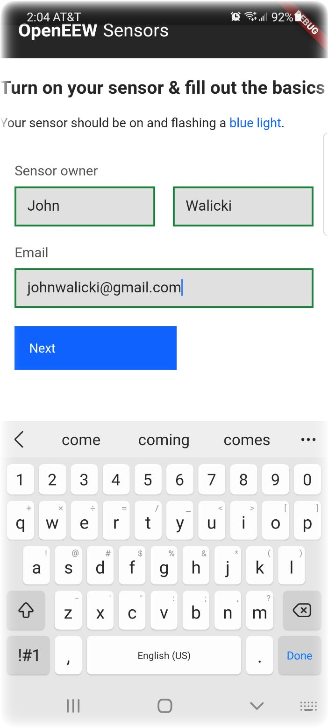 2:04 AT&T 92%
DEBUG
OpenEEW Sensors
Turn on your sensor & fill out the basics
Your sensor should be on and flashing a blue light.
Sensor owner
John Walicki
Email
johnwalicki@gmail.com
Next
come coming comes
1 2 3 4 5 6 7 8 9 0
q w e r t y u i o p
a s d f g h j k l
z x c v b n m
!#1 , English (US) . Done